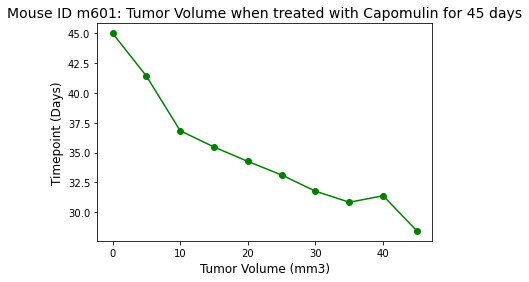 Mouse ID m601: Tumor Volume when treated with Capomulin for 45 days
45.0
42.5
40.0
37.5
35.0
32.5
30.0
Timepoint (Days)
0 10 20 30 40
Tumor Volume (mm3)